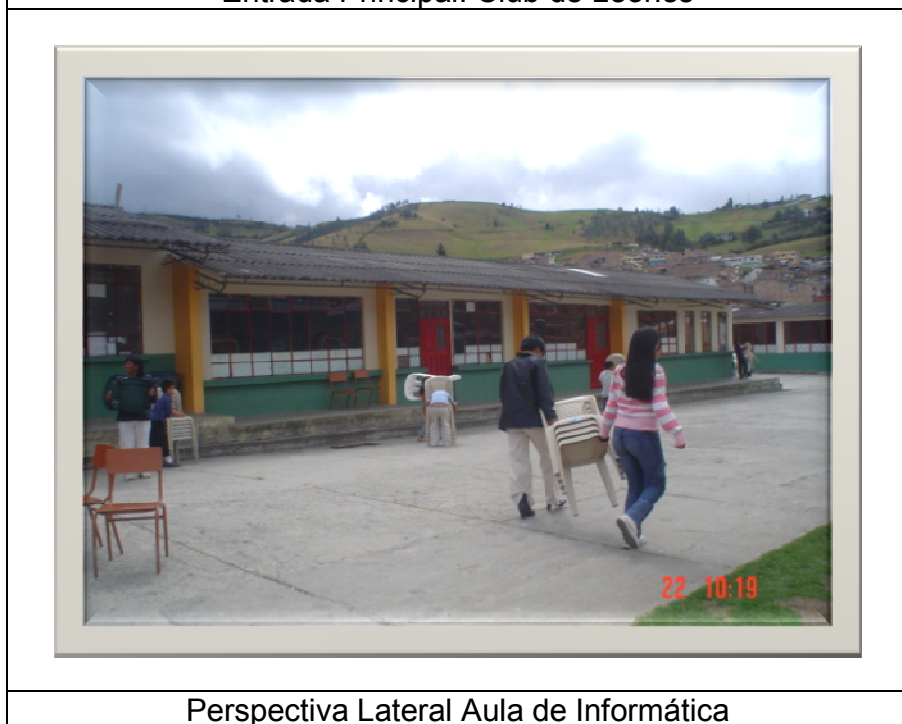 Entrada Principal. Club de Leones
22 10:19
Perspectiva Lateral Aula de Informática